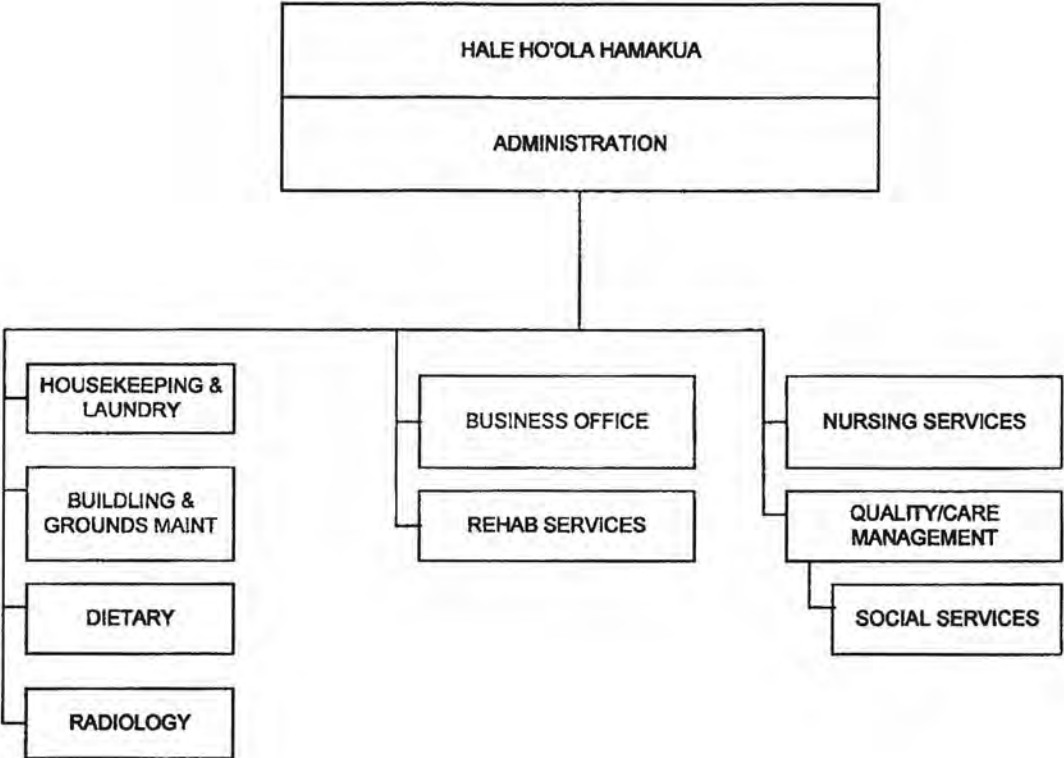 HALE HO'OLA HAMAKUA
ADMINISTRATION
HOUSEKEEPING &
LAUNDRY
BUILDLING &
GROUNDS MAINT
DIETARY
RADIOLOGY
BUSINESS OFFICE
REHAB SERVICES
NURSING SERVICES
QUALITY/CARE
MANAGEMENT
SOCIAL SERVICES